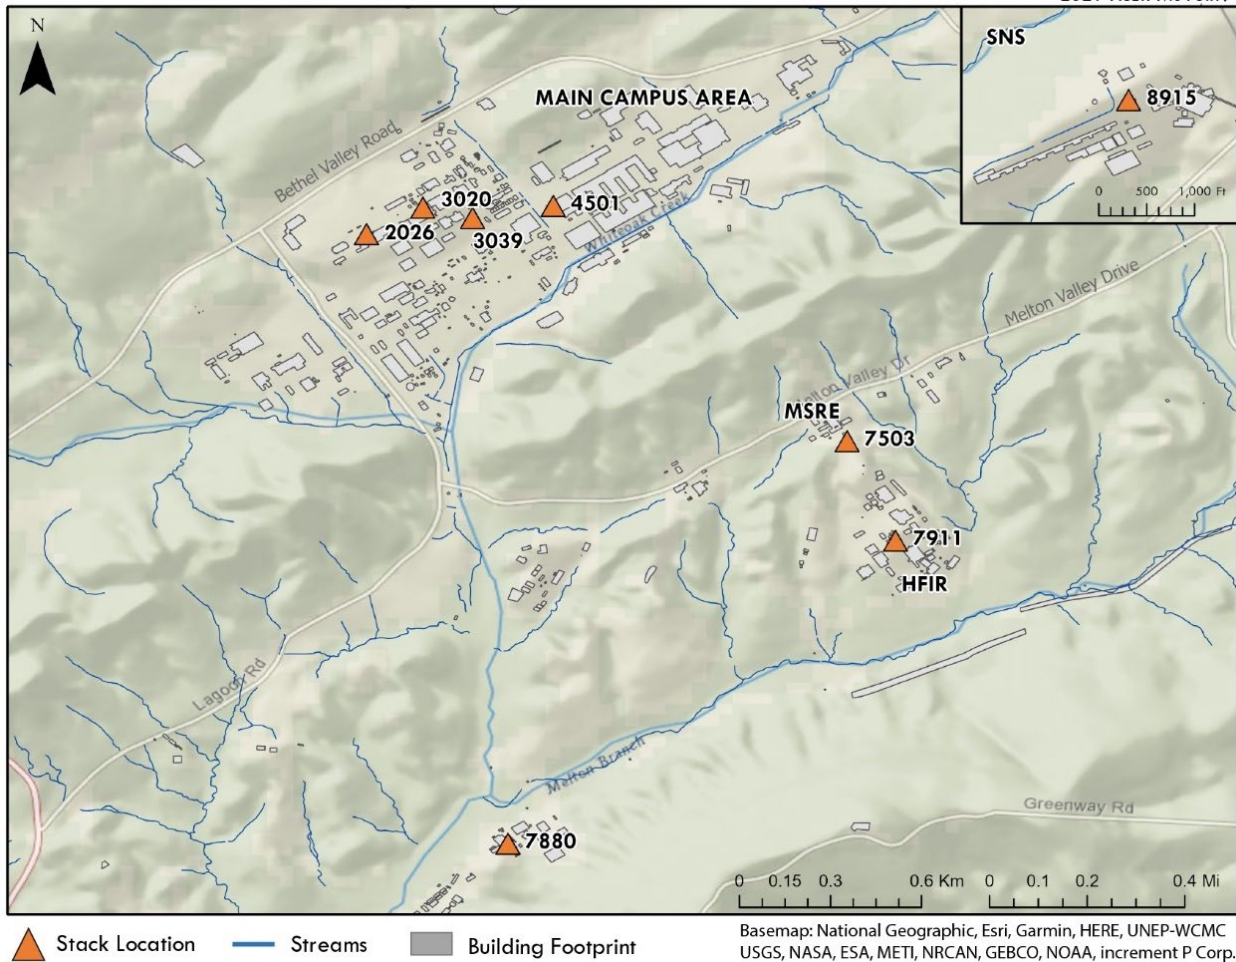 N
SNS
8915
0 500 1,000 Ft
MAIN CAMPUS AREA
Bethel Valley Road
3020
4501
2026
3039
Whiteoak Creek
Melton Valley Drive
Valley Dr
MSRE
7503
7911
HFIR
Lagoon Rd
Melton Branch
Greenway Rd
7880
0 0.15 0.3 0.6 Km 0 0.1 0.2 0.4 Mi
Stack Location Streams Building Footprint
Basemap: National Geographic, Esri, Garmin, HERE, UNEP-WCMC
USGS, NASA, ESA, METI, NRCAN, GEBCO, NOAA, increment P Corp.